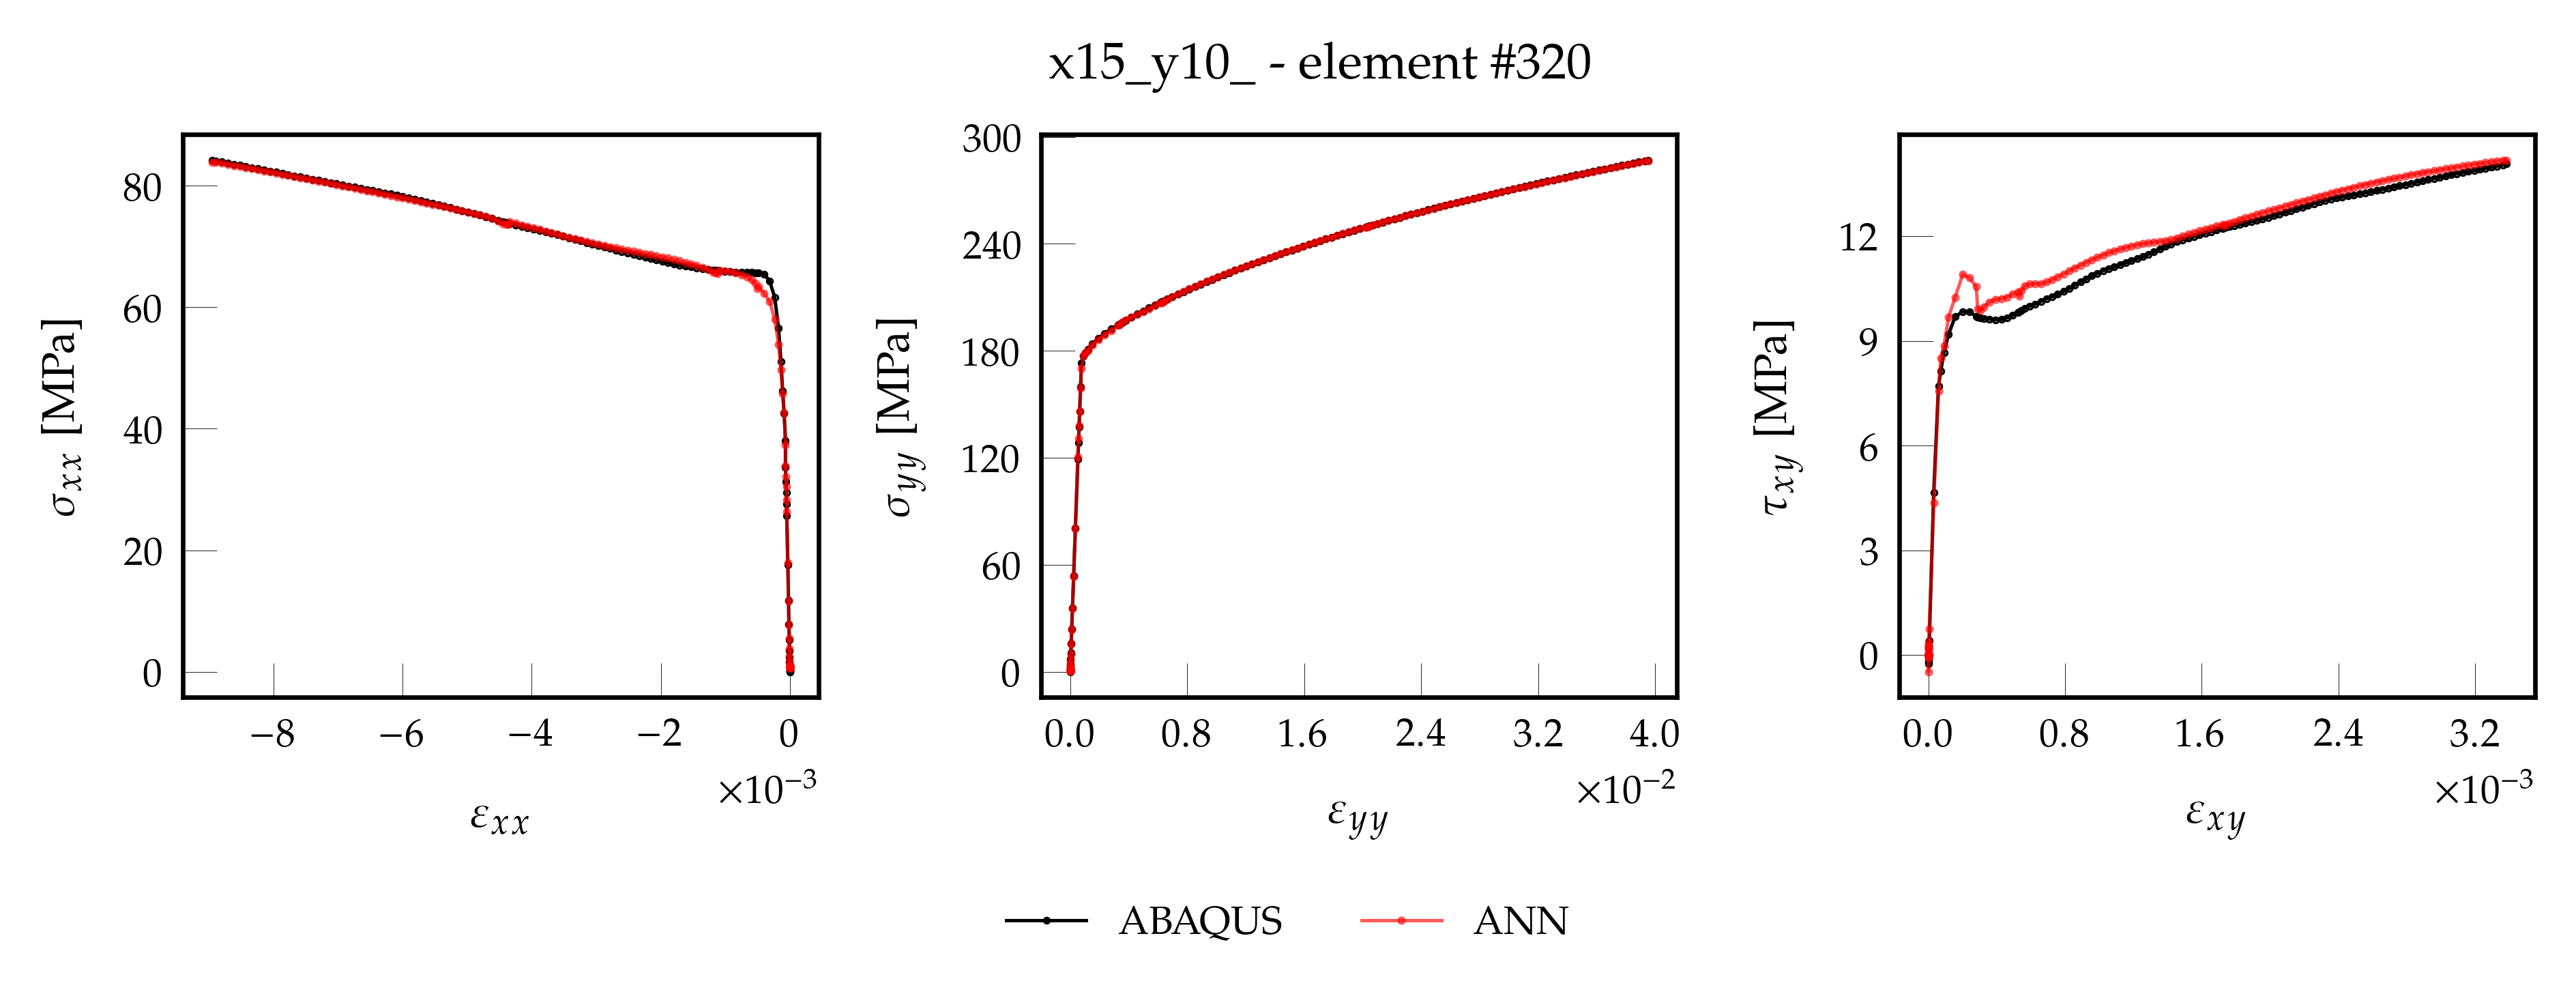 x15_y10_ - element #320
σxx [MPa]
80
60
40
20
0
−8 −6 −4 −2 0
×10−3
εxx
σyy [MPa]
300
240
180
120
60
0
0.0 0.8 1.6 2.4 3.2 4.0
×10−2
εyy
τxy [MPa]
12
9
6
3
0
0.0 0.8 1.6 2.4 3.2
×10−3
εxy
ABAQUS ANN